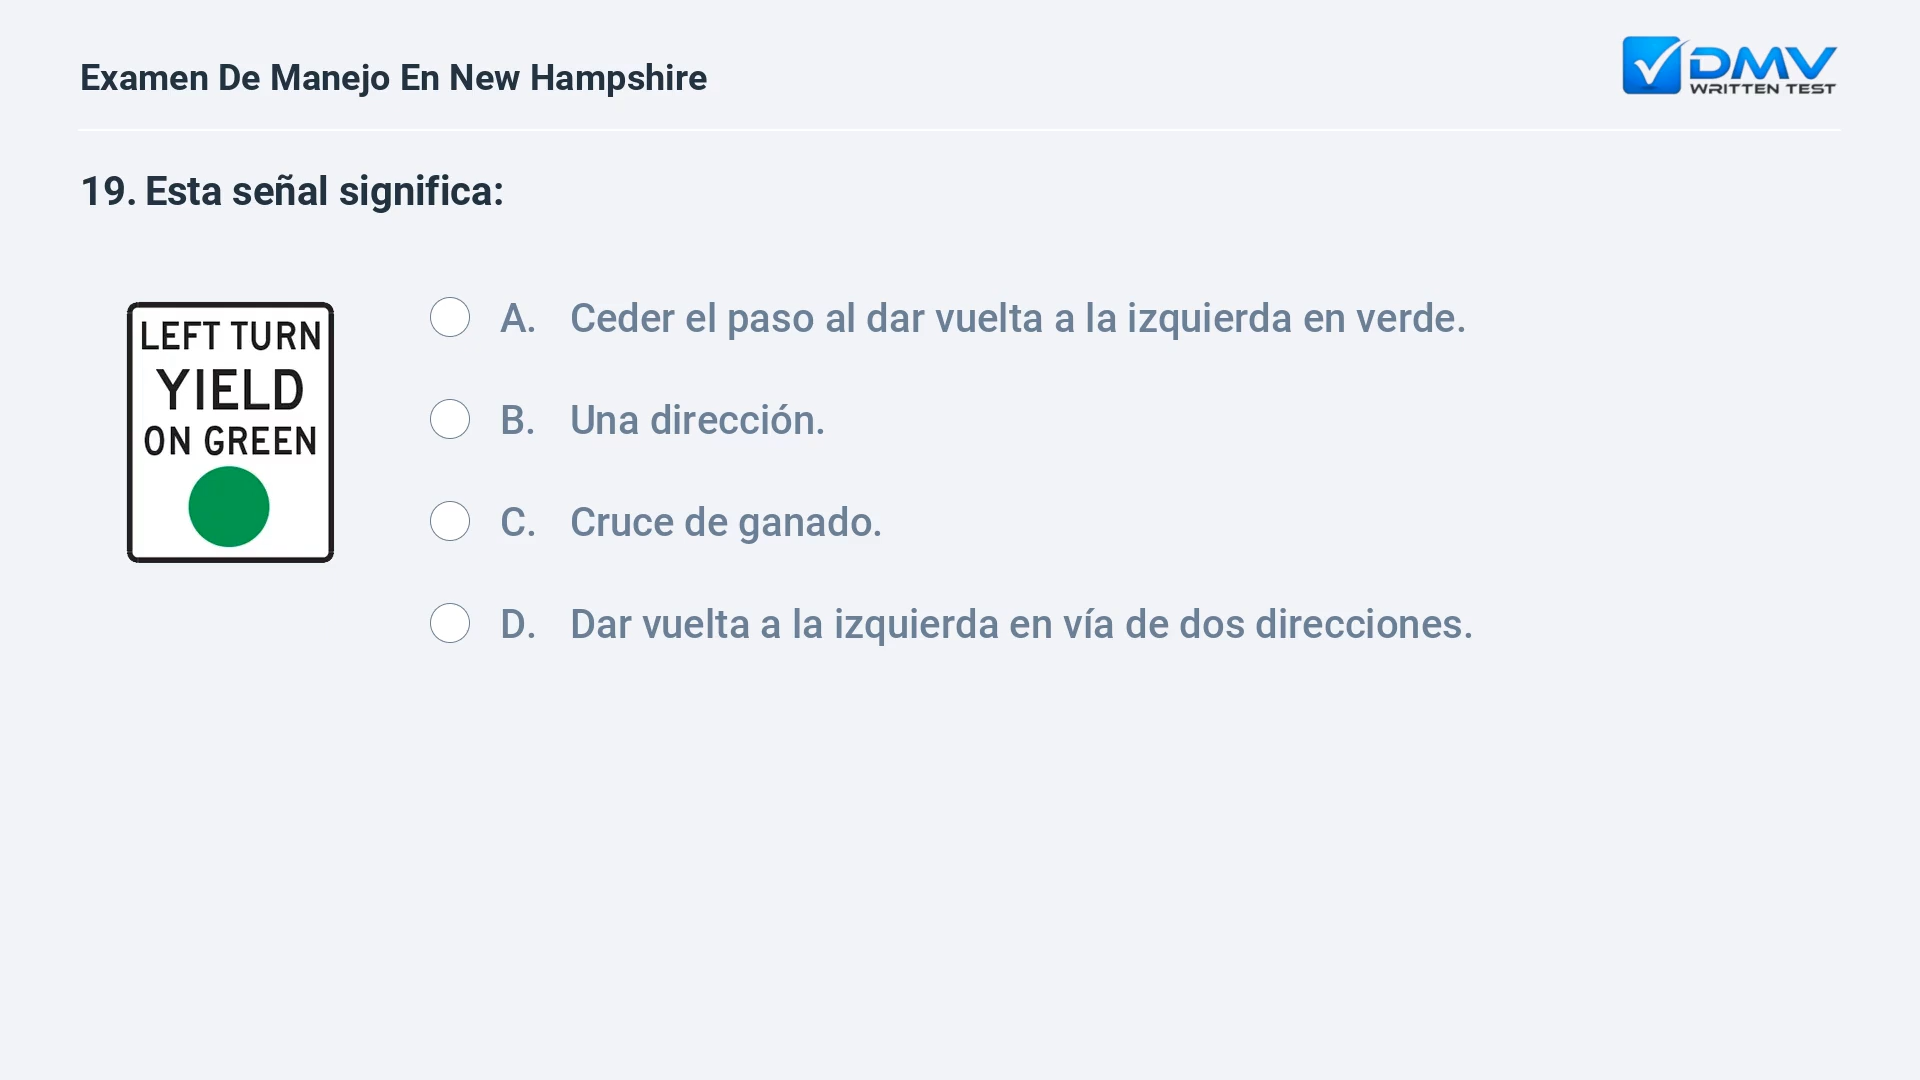 Examen De Manejo En New Hampshire
DMV
WRITTEN TEST
19. Esta señal significa:
LEFT TURN
YIELD
ON GREEN
A. Ceder el paso al dar vuelta a la izquierda en verde.
B. Una dirección.
C. Cruce de ganado.
D. Dar vuelta a la izquierda en vía de dos direcciones.